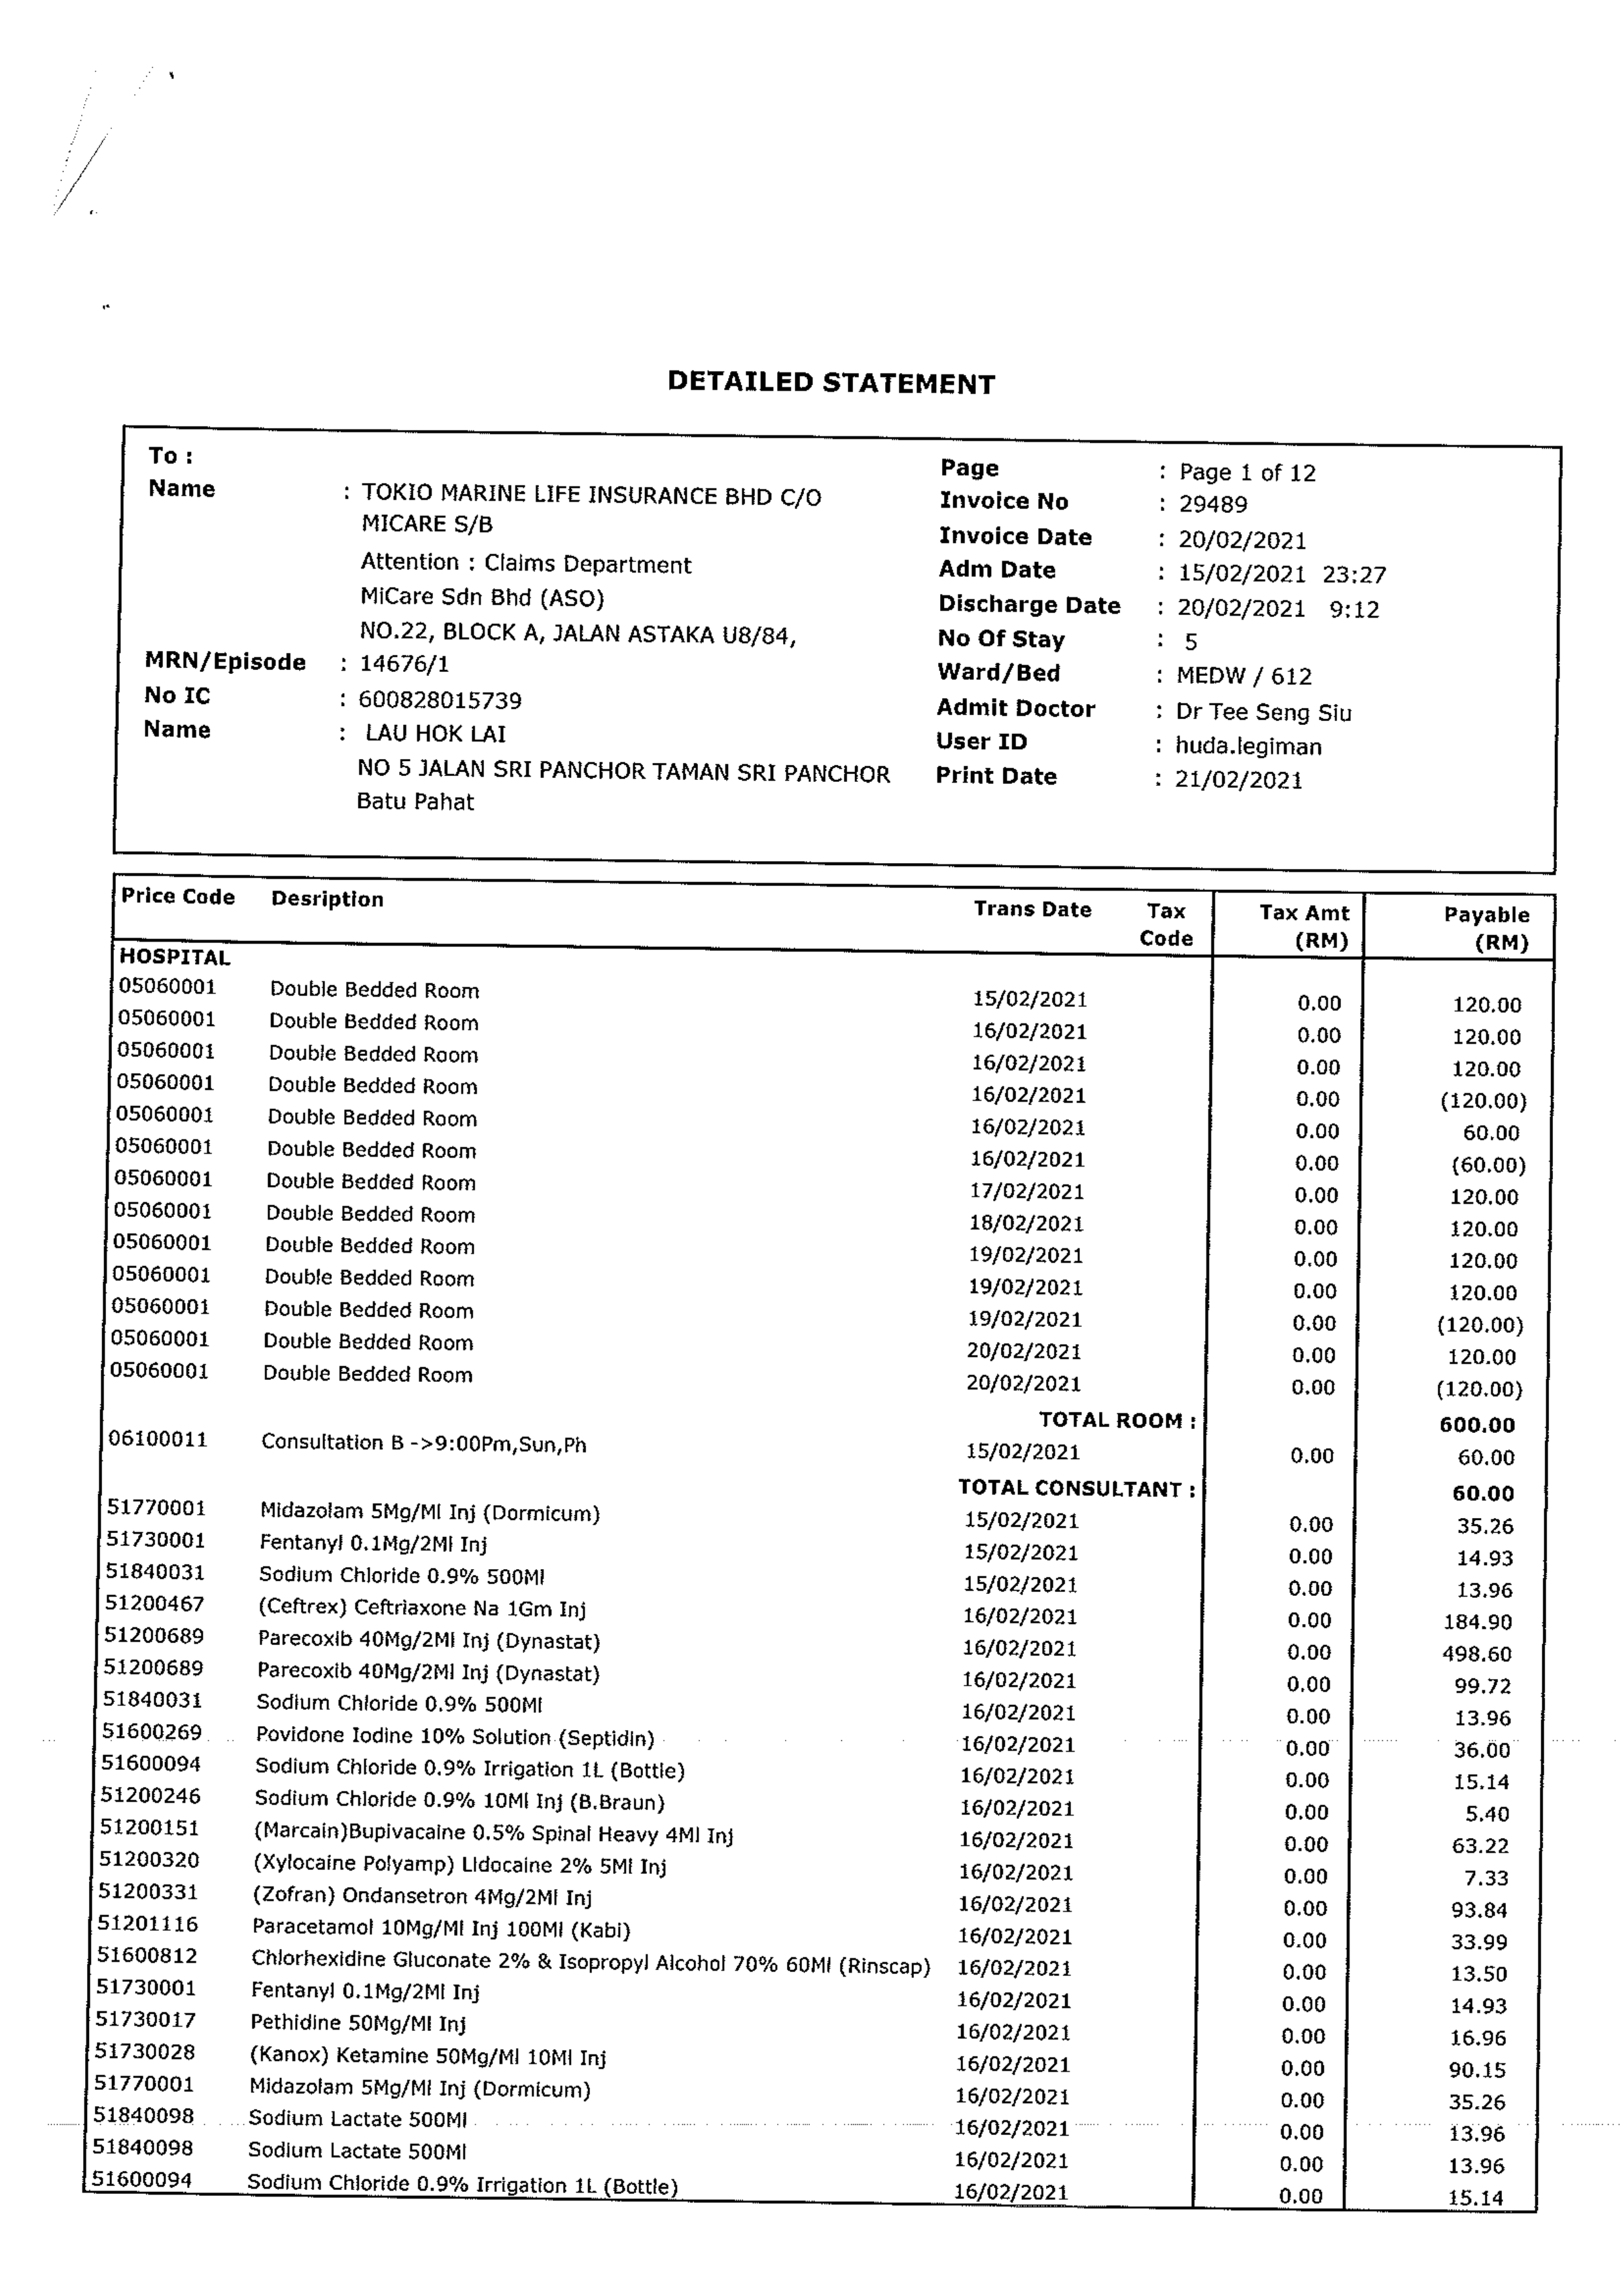 DETAILED STATEMENT
To :
Name : TOKIO MARINE LIFE INSURANCE BHD C/O
MICARE S/B
Attention : Claims Department
MiCare Sdn Bhd (ASO)
NO.22, BLOCK A, JALAN ASTAKA U8/84,
MRN/Episode : 14676/1
No IC : 600828015739
Name : LAU HOK LAI
NO 5 JALAN SRI PANCHOR TAMAN SRI PANCHOR
Batu Pahat
Page : Page 1 of 12
Invoice No : 29489
Invoice Date : 20/02/2021
Adm Date : 15/02/2021 23:27
Discharge Date : 20/02/2021 9:12
No Of Stay : 5
Ward/Bed : MEDW / 612
Admit Doctor : Dr Tee Seng Siu
User ID : huda.legiman
Print Date : 21/02/2021
Price Code Desription Trans Date Tax Code Tax Amt (RM) Payable (RM)
HOSPITAL
05060001 Double Bedded Room 15/02/2021 0.00 120.00
05060001 Double Bedded Room 16/02/2021 0.00 120.00
05060001 Double Bedded Room 16/02/2021 0.00 120.00
05060001 Double Bedded Room 16/02/2021 0.00 (120.00)
05060001 Double Bedded Room 16/02/2021 0.00 60.00
05060001 Double Bedded Room 16/02/2021 0.00 (60.00)
05060001 Double Bedded Room 17/02/2021 0.00 120.00
05060001 Double Bedded Room 18/02/2021 0.00 120.00
05060001 Double Bedded Room 19/02/2021 0.00 120.00
05060001 Double Bedded Room 19/02/2021 0.00 120.00
05060001 Double Bedded Room 19/02/2021 0.00 (120.00)
05060001 Double Bedded Room 20/02/2021 0.00 120.00
05060001 Double Bedded Room 20/02/2021 0.00 (120.00)
TOTAL ROOM : 600.00
06100011 Consultation B ->9:00Pm,Sun,Ph 15/02/2021 0.00 60.00
TOTAL CONSULTANT : 60.00
51770001 Midazolam 5Mg/Ml Inj (Dormicum) 15/02/2021 0.00 35.26
51730001 Fentanyl 0.1Mg/2Ml Inj 15/02/2021 0.00 14.93
51840031 Sodium Chloride 0.9% 500Ml 15/02/2021 0.00 13.96
51200467 (Ceftrex) Ceftriaxone Na 1Gm Inj 16/02/2021 0.00 184.90
51200689 Parecoxib 40Mg/2Ml Inj (Dynastat) 16/02/2021 0.00 498.60
51200689 Parecoxib 40Mg/2Ml Inj (Dynastat) 16/02/2021 0.00 99.72
51840031 Sodium Chloride 0.9% 500Ml 16/02/2021 0.00 13.96
51600269 Povidone Iodine 10% Solution (Septidin) 16/02/2021 0.00 36.00
51600094 Sodium Chloride 0.9% Irrigation 1L (Bottle) 16/02/2021 0.00 15.14
51200246 Sodium Chloride 0.9% 10Ml Inj (B.Braun) 16/02/2021 0.00 5.40
51200151 (Marcain)Bupivacaine 0.5% Spinal Heavy 4Ml Inj 16/02/2021 0.00 63.22
51200320 (Xylocaine Polyamp) Lidocaine 2% 5Ml Inj 16/02/2021 0.00 7.33
51200331 (Zofran) Ondansetron 4Mg/2Ml Inj 16/02/2021 0.00 93.84
51201116 Paracetamol 10Mg/Ml Inj 100Ml (Kabi) 16/02/2021 0.00 33.99
51600812 Chlorhexidine Gluconate 2% & Isopropyl Alcohol 70% 60Ml (Rinscap) 16/02/2021 0.00 13.50
51730001 Fentanyl 0.1Mg/2Ml Inj 16/02/2021 0.00 14.93
51730017 Pethidine 50Mg/Ml Inj 16/02/2021 0.00 16.96
51730028 (Kanox) Ketamine 50Mg/Ml 10Ml Inj 16/02/2021 0.00 90.15
51770001 Midazolam 5Mg/Ml Inj (Dormicum) 16/02/2021 0.00 35.26
51840098 Sodium Lactate 500Ml 16/02/2021 0.00 13.96
51840098 Sodium Lactate 500Ml 16/02/2021 0.00 13.96
51600094 Sodium Chloride 0.9% Irrigation 1L (Bottle) 16/02/2021 0.00 15.14